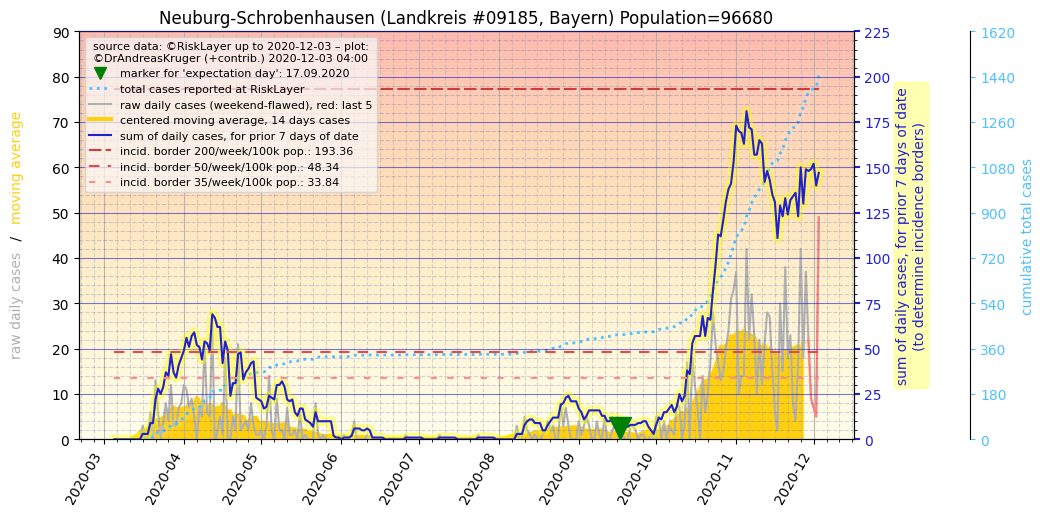 Neuburg-Schrobenhausen (Landkreis #09185, Bayern) Population=96680
source data: ©RiskLayer up to 2020-12-03 – plot:
©DrAndreasKruger (+contrib.) 2020-12-03 04:00
marker for 'expectation day': 17.09.2020
total cases reported at RiskLayer
raw daily cases (weekend-flawed), red: last 5
centered moving average, 14 days cases
sum of daily cases, for prior 7 days of date
incid. border 200/week/100k pop.: 193.36
incid. border 50/week/100k pop.: 48.34
incid. border 35/week/100k pop.: 33.84
raw daily cases / moving average
90
80
70
60
50
40
30
20
10
0
225
200
175
150
125
100
75
50
25
0
sum of daily cases, for prior 7 days of date
(to determine incidence borders)
1620
1440
1260
1080
900
720
540
360
180
0
cumulative total cases
2020-03
2020-04
2020-05
2020-06
2020-07
2020-08
2020-09
2020-10
2020-11
2020-12